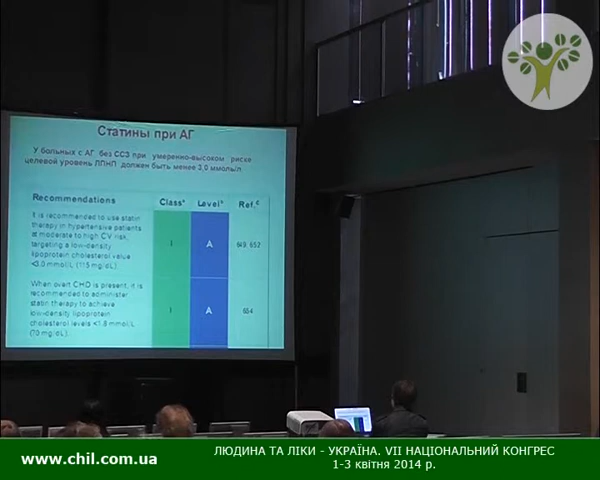 Статины при АГ
У больных с АГ без ССЗ при умеренно-высоком риске
целевой уровень ЛПНП должен быть менее 3,0 ммоль/л
Recommendations Classᵃ Levelᵇ Ref.ᶜ
It is recommended to use statin
therapy in hypertensive patients
at moderate to high CV risk,
targeting a low-density
lipoprotein cholesterol value
<3.0 mmol/L (115 mg/dL).
I A 649, 652
When overt CHD is present, it is
recommended to administer
statin therapy to achieve
low-density lipoprotein
cholesterol levels <1.8 mmol/L
(70 mg/dL).
I A 654
www.chil.com.ua
ЛЮДИНА ТА ЛІКИ - УКРАЇНА. VII НАЦІОНАЛЬНИЙ КОНГРЕС
1-3 квітня 2014 р.